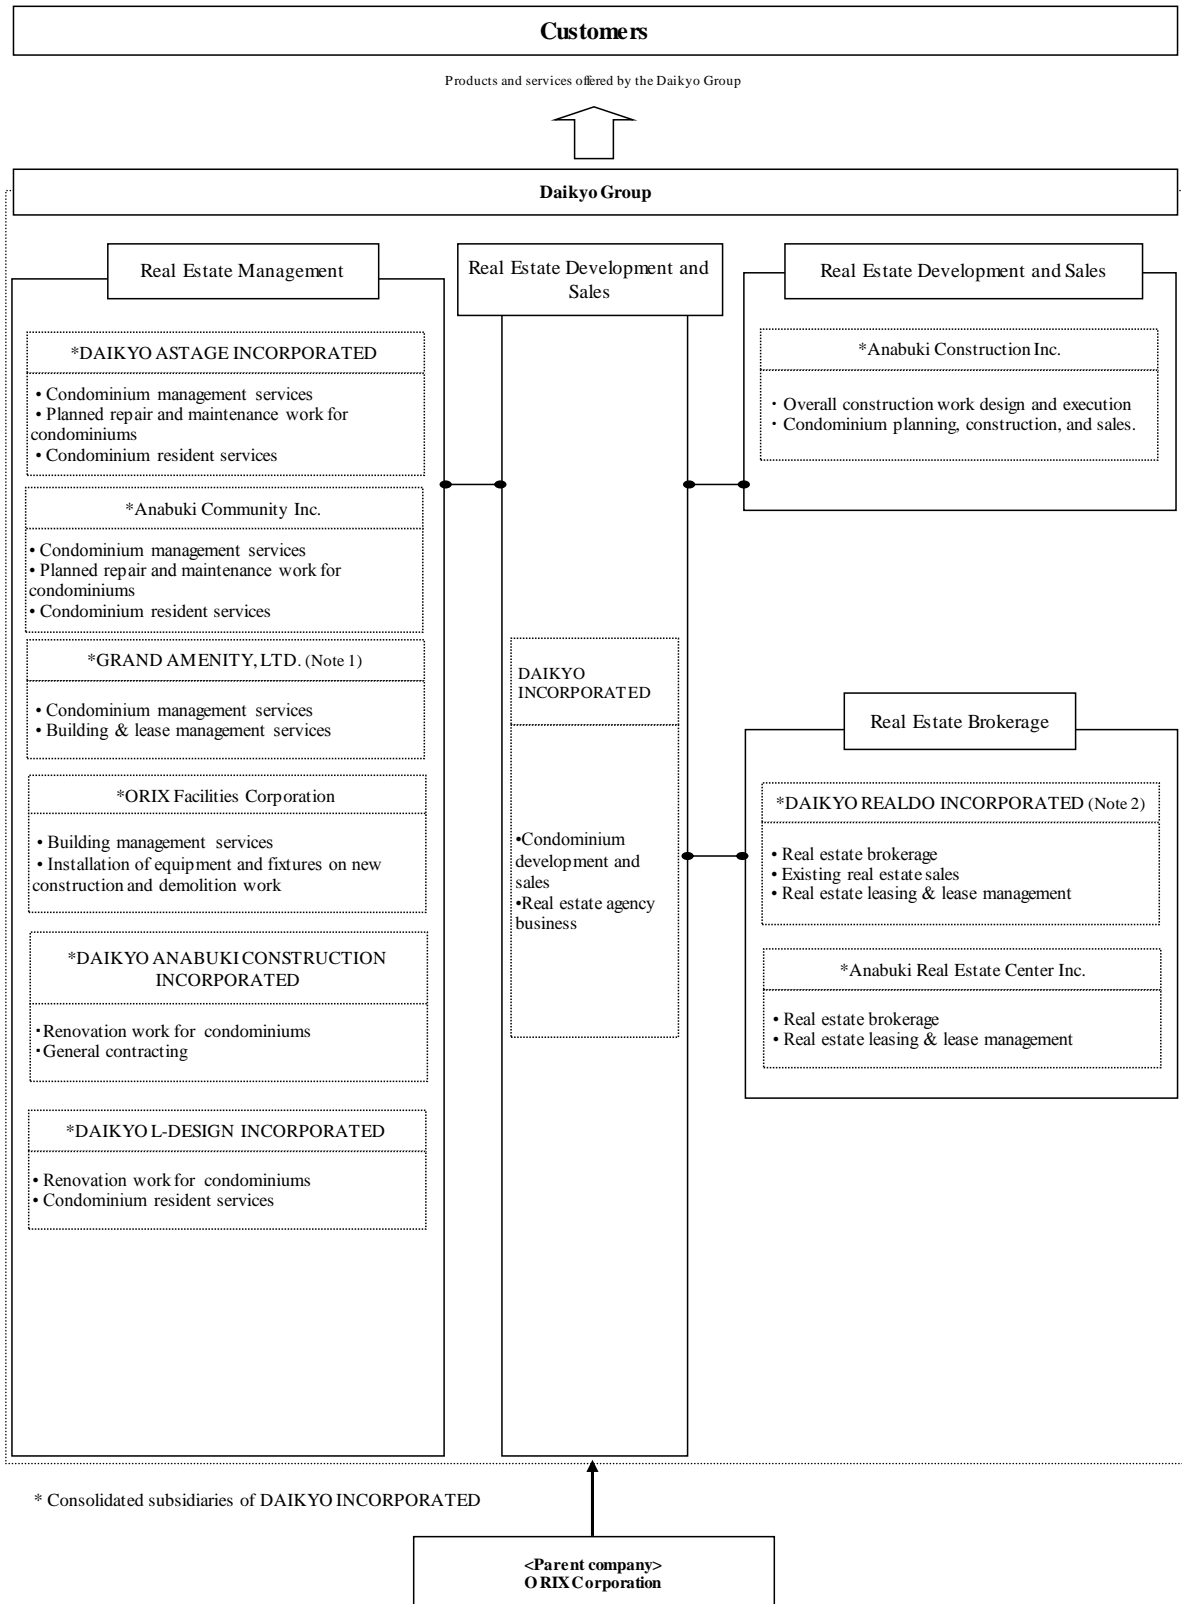 Customers
Products and services offered by the Daikyo Group
Daikyo Group
Real Estate Management
*DAIKYO ASTAGE INCORPORATED
• Condominium management services
• Planned repair and maintenance work for
condominiums
• Condominium resident services
*Anabuki Community Inc.
• Condominium management services
• Planned repair and maintenance work for
condominiums
• Condominium resident services
*GRAND AMENITY, LTD. (Note 1)
• Condominium management services
• Building & lease management services
*ORIX Facilities Corporation
• Building management services
• Installation of equipment and fixtures on new
construction and demolition work
*DAIKYO ANABUKI CONSTRUCTION
INCORPORATED
・Renovation work for condominiums
・General contracting
*DAIKYO L-DESIGN INCORPORATED
• Renovation work for condominiums
• Condominium resident services
Real Estate Development and
Sales
DAIKYO
INCORPORATED
•Condominium
development and
sales
•Real estate agency
business
Real Estate Development and Sales
*Anabuki Construction Inc.
・Overall construction work design and execution
・Condominium planning, construction, and sales.
Real Estate Brokerage
*DAIKYO REALDO INCORPORATED (Note 2)
• Real estate brokerage
• Existing real estate sales
• Real estate leasing & lease management
*Anabuki Real Estate Center Inc.
• Real estate brokerage
• Real estate leasing & lease management
* Consolidated subsidiaries of DAIKYO INCORPORATED
<Parent company>
ORIX Corporation